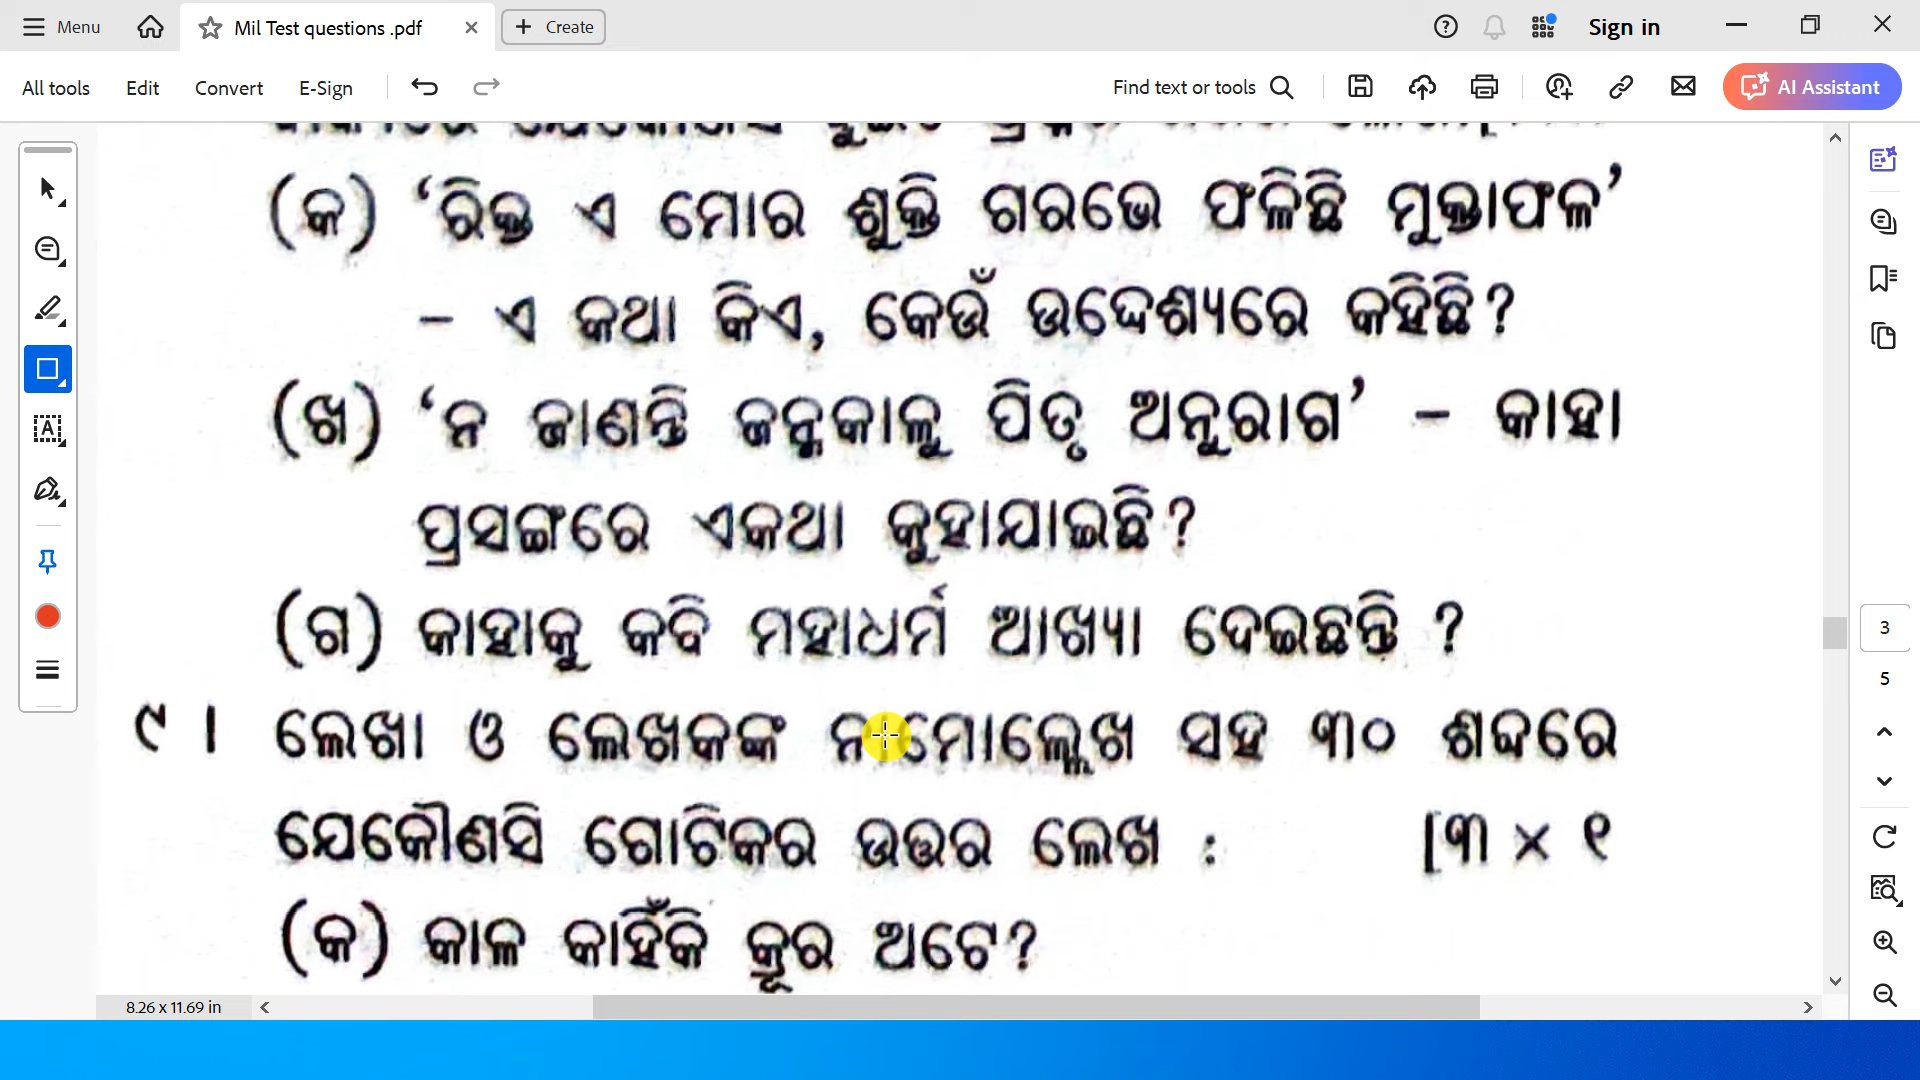 Menu
Mil Test questions .pdf
Create
Sign in
All tools
Edit
Convert
E-Sign
Find text or tools
AI Assistant
(କ) ‘ରିକ୍ତ ଏ ମୋର ଶୁକ୍ତି ଗରଭେ ଫଳିଛି ମୁକ୍ତାଫଳ’
– ଏ କଥା କିଏ, କେଉଁ ଉଦ୍ଦେଶ୍ୟରେ କହିଛି?
(ଖ) ‘ନ ଜାଣନ୍ତି ଜନ୍ମକାଳୁ ପିତୃ ଅନୁରାଗ’ – କାହା
ପ୍ରସଙ୍ଗରେ ଏକଥା କୁହାଯାଇଛି?
(ଗ) କାହାକୁ କବି ମହାଧର୍ମ ଆଖ୍ୟା ଦେଇଛନ୍ତି ?
୯ । ଲେଖା ଓ ଲେଖକଙ୍କ ନାମୋଲ୍ଲେଖ ସହ ୩୦ ଶବ୍ଦରେ
ଯେକୌଣସି ଗୋଟିକର ଉତ୍ତର ଲେଖ : [୩ × ୧
(କ) କାଳ କାହିଁକି କ୍ରୂର ଅଟେ?
3
5
8.26 x 11.69 in